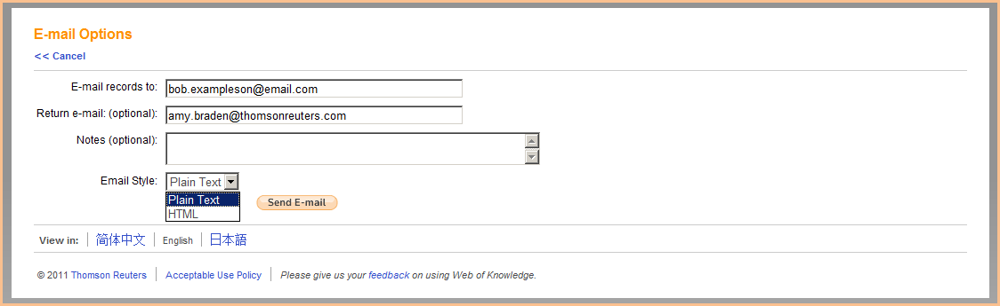 E-mail Options
<< Cancel
E-mail records to: bob.exampleson@email.com
Return e-mail: (optional): amy.braden@thomsonreuters.com
Notes (optional):
Email Style: Plain Text
Plain Text
Send E-mail
HTML
View in: 简体中文 English 日本語
© 2011 Thomson Reuters Acceptable Use Policy Please give us your feedback on using Web of Knowledge.